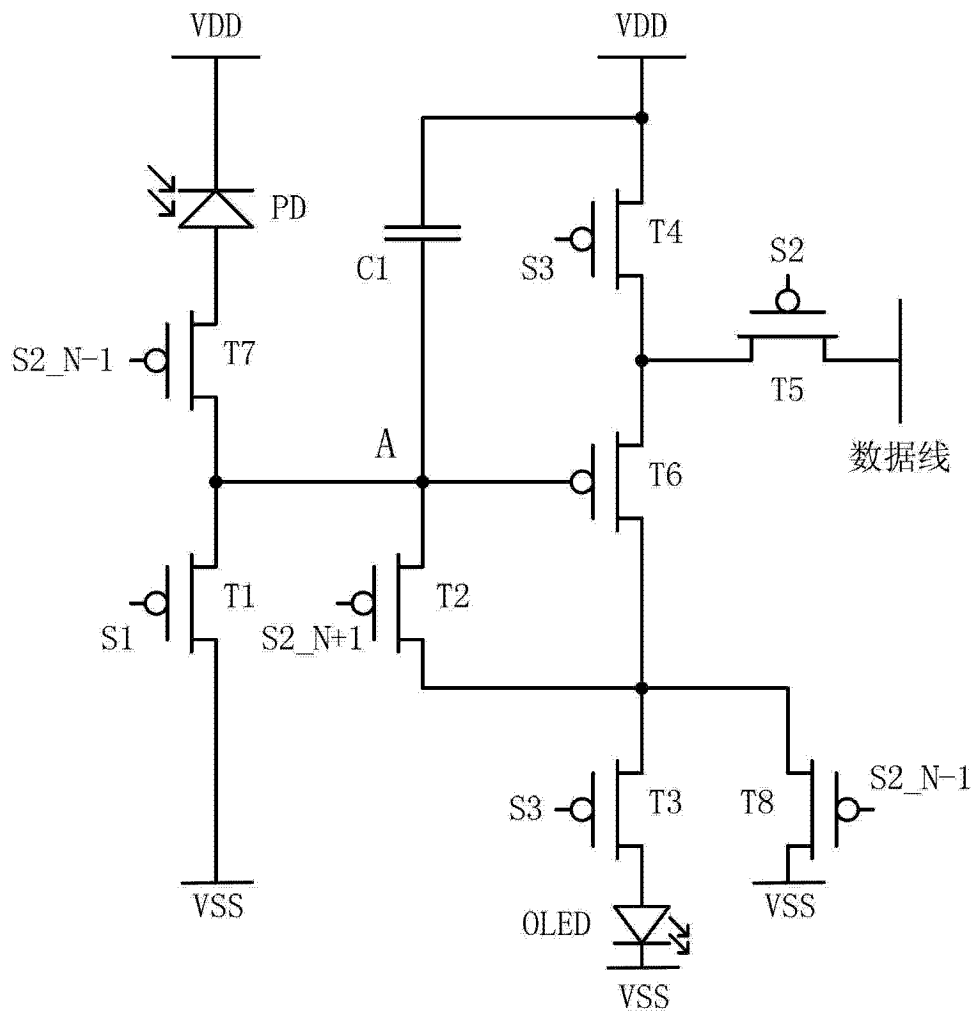 VDD
VDD
PD
T4
S3
C1
S2
S2_N-1
T7
T5
A
数据线
T6
T1
T2
S1
S2_N+1
S3
T3
T8
S2_N-1
VSS
OLED
VSS
VSS